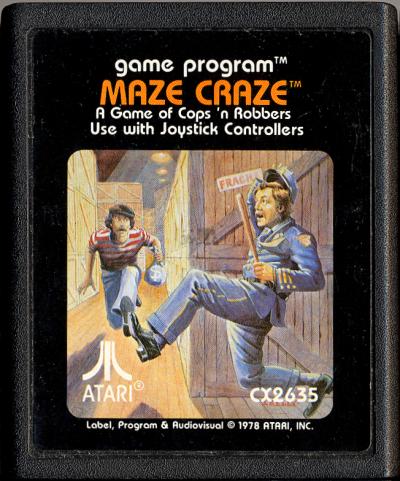 game program™
MAZE CRAZE™
A Game of Cops 'n Robbers
Use with Joystick Controllers
FRAGILE
ATARI®
CX2635
Label, Program & Audiovisual © 1978 ATARI, INC.